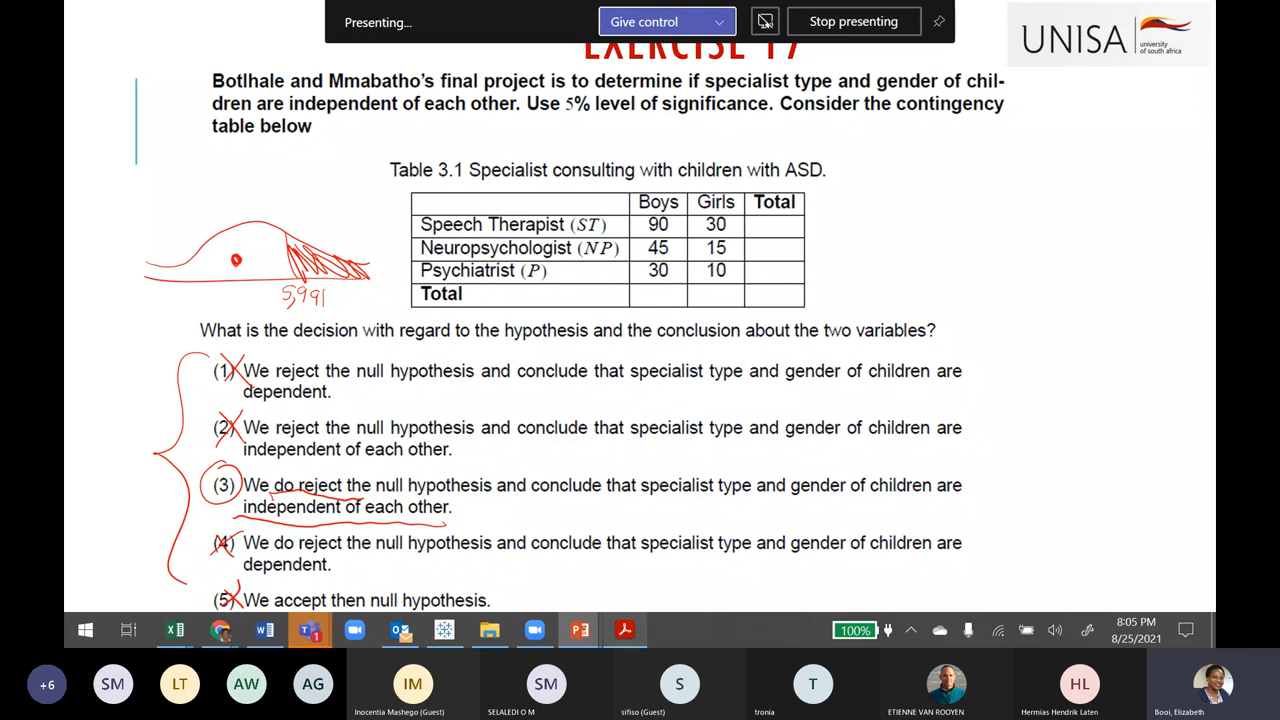 Presenting...
Give control
Stop presenting
UNISA
university
of south africa
EXERCISE 17
Botlhale and Mmabatho's final project is to determine if specialist type and gender of chil-
dren are independent of each other. Use 5% level of significance. Consider the contingency
table below
Table 3.1 Specialist consulting with children with ASD.
Boys Girls Total
Speech Therapist (ST) 90 30
Neuropsychologist (NP) 45 15
Psychiatrist (P) 30 10
Total
5,991
What is the decision with regard to the hypothesis and the conclusion about the two variables?
(1) We reject the null hypothesis and conclude that specialist type and gender of children are
dependent.
(2) We reject the null hypothesis and conclude that specialist type and gender of children are
independent of each other.
(3) We do reject the null hypothesis and conclude that specialist type and gender of children are
independent of each other.
(4) We do reject the null hypothesis and conclude that specialist type and gender of children are
dependent.
(5) We accept then null hypothesis.
100%
8:05 PM
8/25/2021
+6
SM
LT
AW
AG
IM
SM
S
T
HL
Inocentia Mashego (Guest)
SELALEDI O M
sifiso (Guest)
tronia
ETIENNE VAN ROOYEN
Hermias Hendrik Laten
Booi, Elizabeth